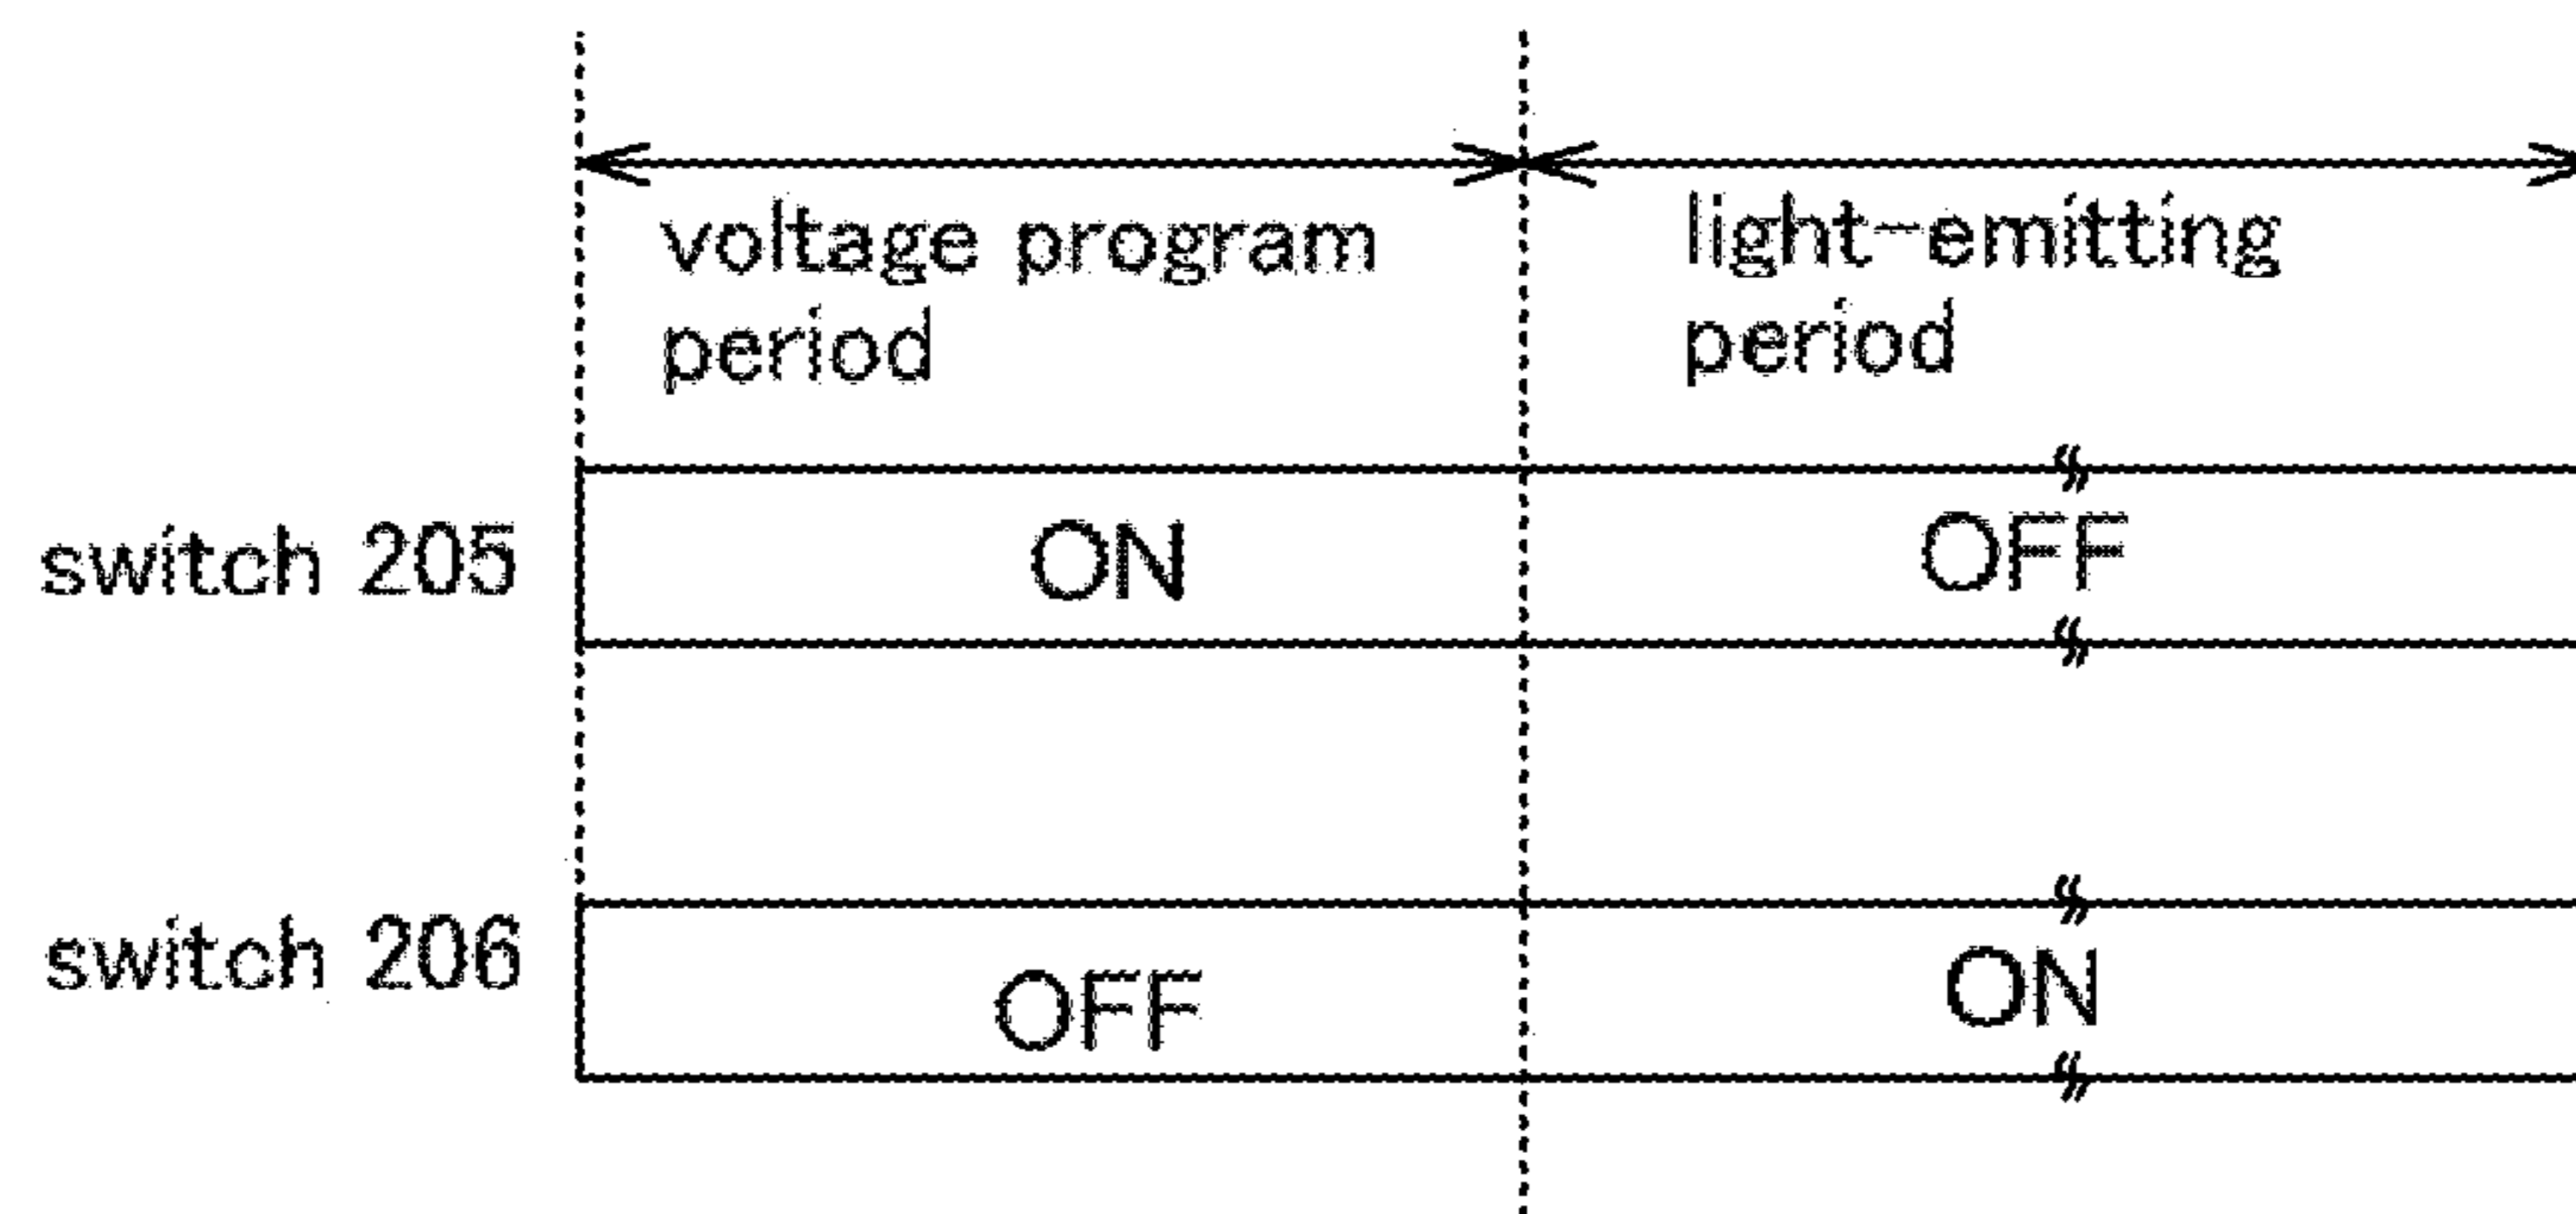 voltage program
period
light-emitting
period
switch 205 ON OFF
switch 206 OFF ON